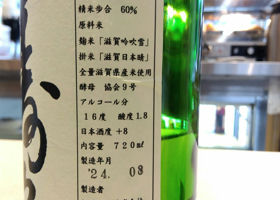 精米歩合 60%
原料米
麹米「滋賀吟吹雪」
掛米「滋賀日本晴」
全量滋賀県産米使用
酵母 協会9号
アルコール分
16度 酸度1.8
日本酒度 +8
内容量 720ml
製造年月
'24. 08
製造者